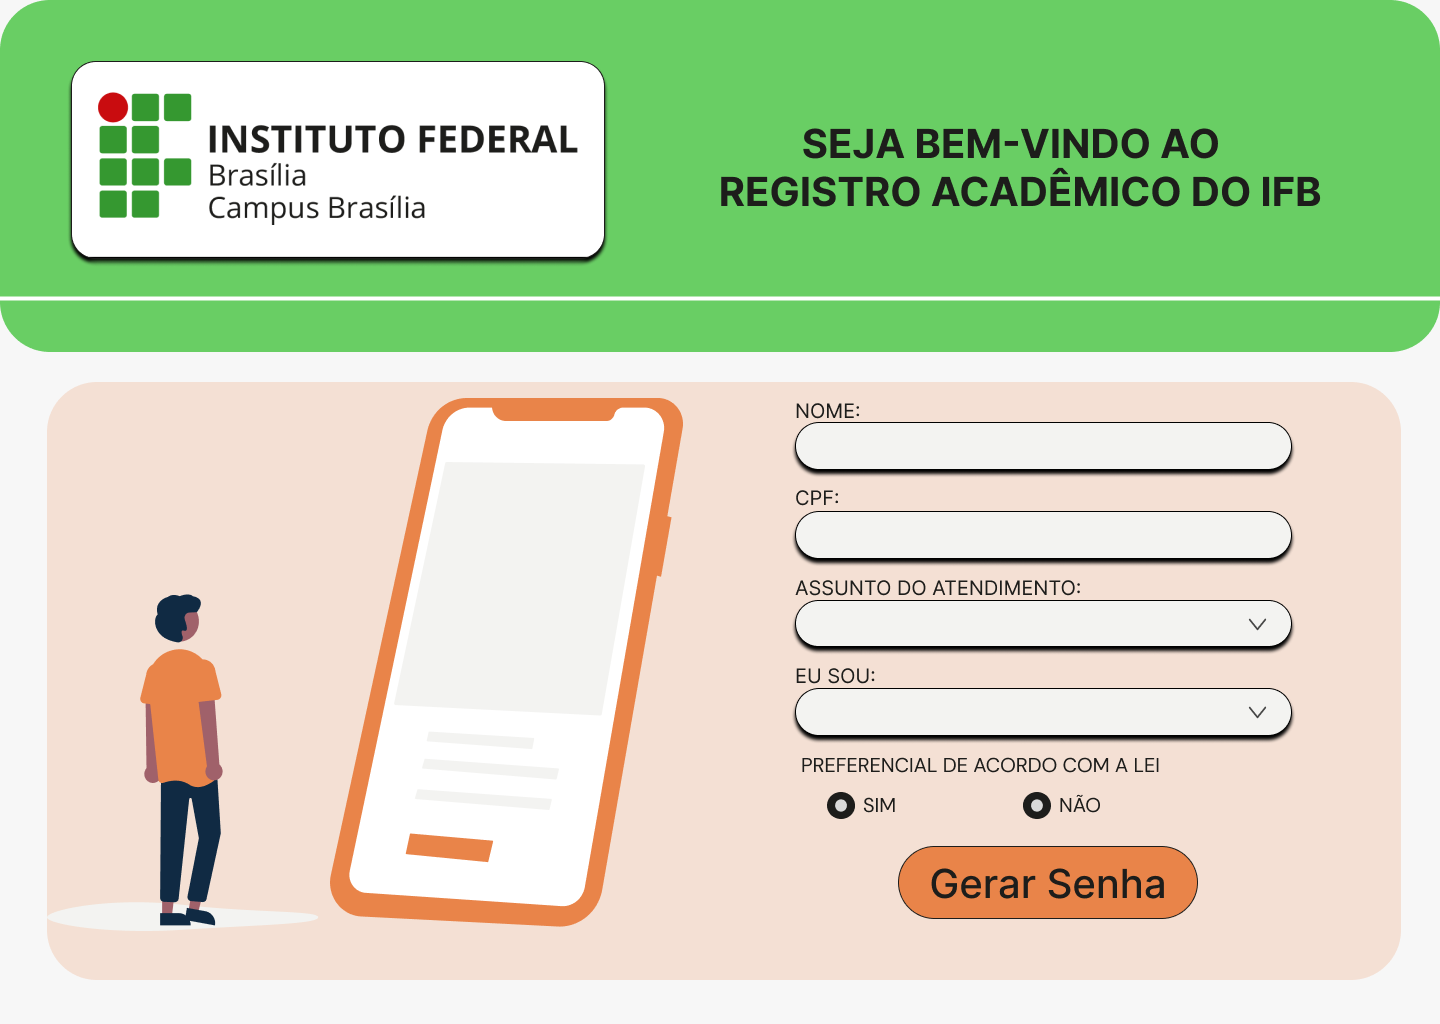 INSTITUTO FEDERAL
Brasília
Campus Brasília
SEJA BEM-VINDO AO
REGISTRO ACADÊMICO DO IFB
NOME:
CPF:
ASSUNTO DO ATENDIMENTO:
EU SOU:
PREFERENCIAL DE ACORDO COM A LEI
SIM NÃO
Gerar Senha